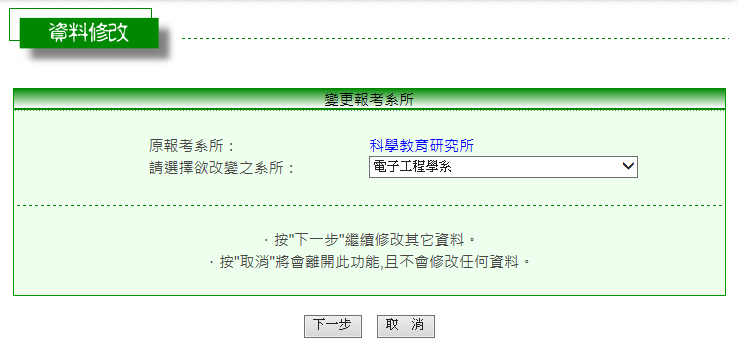 資料修改
變更報考系所
原報考系所： 科學教育研究所
請選擇欲改變之系所： 電子工程學系
．按"下一步"繼續修改其它資料。
．按"取消"將會離開此功能,且不會修改任何資料。
下一步 取 消